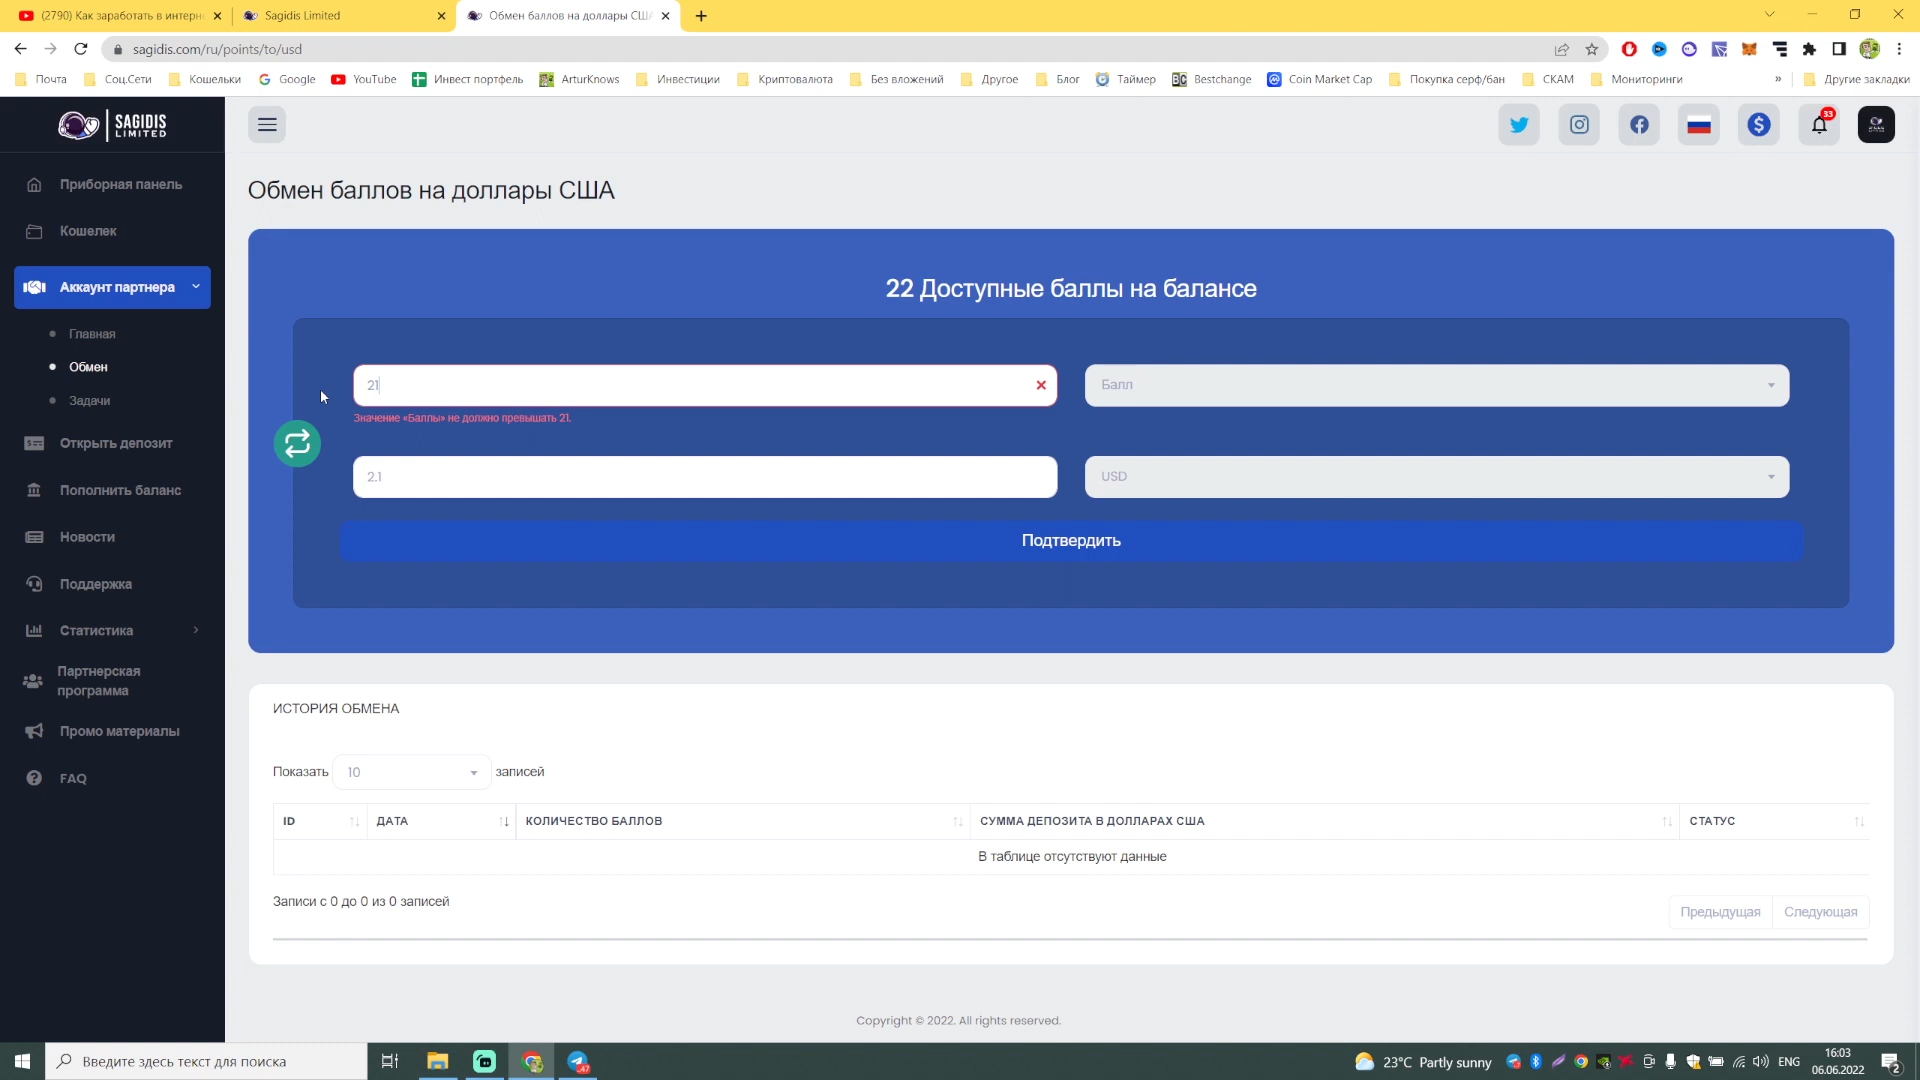 (2790) Как заработать в интерн
Sagidis Limited
Обмен баллов на доллары США
sagidis.com/ru/points/to/usd
Почта
Соц.Сети
Кошельки
Google
YouTube
Инвест портфель
ArturKnows
Инвестиции
Криптовалюта
Без вложений
Другое
Блог
Таймер
Bestchange
Coin Market Cap
Покупка серф/бан
СКАМ
Мониторинги
»
Другие закладки
SAGIDIS
LIMITED
33
Приборная панель
Кошелек
Аккаунт партнера
Главная
Обмен
Задачи
Открыть депозит
Пополнить баланс
Новости
Поддержка
Статистика
Партнерская
программа
Промо материалы
FAQ
Обмен баллов на доллары США
22 Доступные баллы на балансе
21
Балл
Значение «Баллы» не должно превышать 21.
2.1
USD
Подтвердить
ИСТОРИЯ ОБМЕНА
Показать 10 записей
ID
ДАТА
КОЛИЧЕСТВО БАЛЛОВ
СУММА ДЕПОЗИТА В ДОЛЛАРАХ США
СТАТУС
В таблице отсутствуют данные
Записи с 0 до 0 из 0 записей
Предыдущая
Следующая
Copyright © 2022. All rights reserved.
Введите здесь текст для поиска
23°C Partly sunny
ENG
16:03
06.06.2022
2